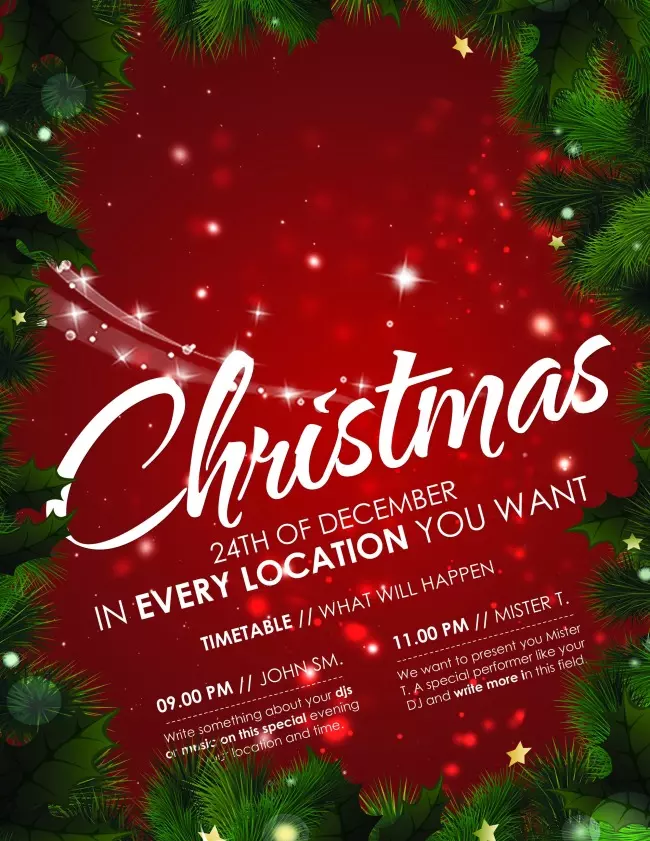 Christmas
24TH OF DECEMBER
IN EVERY LOCATION YOU WANT
TIMETABLE // WHAT WILL HAPPEN
09.00 PM // JOHN SM.
Write something about your djs
or music on this special evening
our location and time.
11.00 PM // MISTER T.
We want to present you Mister
T. A special performer like your
DJ and write more in this field.